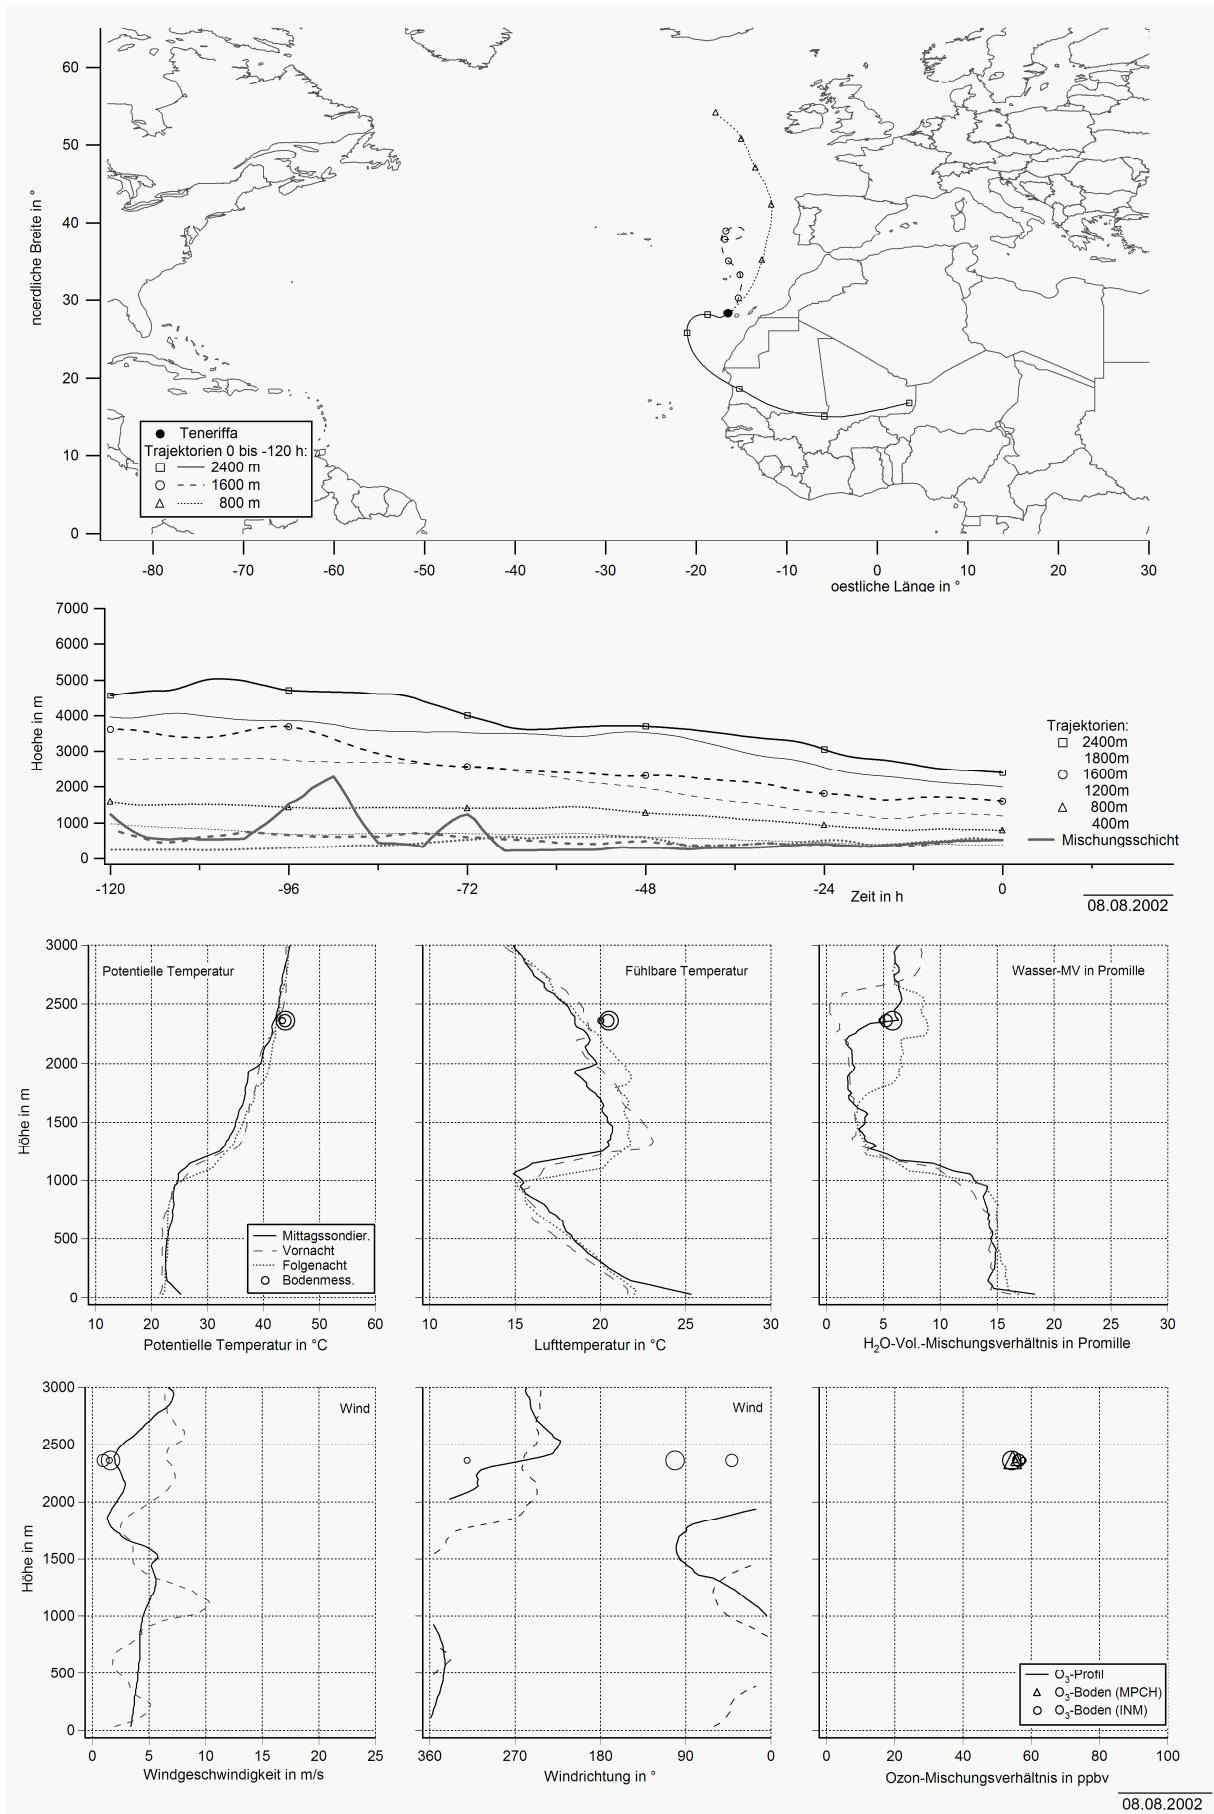 60
50
40
30
20
10
0
noerdliche Breite in °
Teneriffa
Trajektorien 0 bis -120 h:
2400 m
1600 m
800 m
-80 -70 -60 -50 -40 -30 -20 -10 0 10 20 30
oestliche Länge in °
7000
6000
5000
4000
3000
2000
1000
0
Hoehe in m
Trajektorien:
2400m
1800m
1600m
1200m
800m
400m
Mischungsschicht
-120 -96 -72 -48 -24 0
Zeit in h
08.08.2002
3000
2500
2000
1500
1000
500
0
Höhe in m
Potentielle Temperatur
Mittagssondier.
Vornacht
Folgenacht
Bodenmess.
10 20 30 40 50 60
Potentielle Temperatur in °C
Fühlbare Temperatur
10 15 20 25 30
Lufttemperatur in °C
Wasser-MV in Promille
0 5 10 15 20 25 30
H2O-Vol.-Mischungsverhältnis in Promille
3000
2500
2000
1500
1000
500
0
Höhe in m
Wind
0 5 10 15 20 25
Windgeschwindigkeit in m/s
Wind
360 270 180 90 0
Windrichtung in °
O3-Profil
O3-Boden (MPCH)
O3-Boden (INM)
0 20 40 60 80 100
Ozon-Mischungsverhältnis in ppbv
08.08.2002